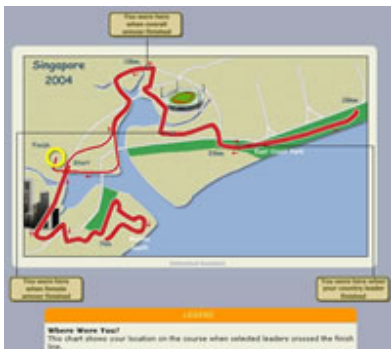 You were here
when overall
winner finished
Singapore
2004
Finish
Start
East Coast Park
You were here
when female
winner finished
You were here when
your country leader
finished
LEGEND
Where Were You?
This chart shows your location on the course when selected leaders crossed the finish
line.